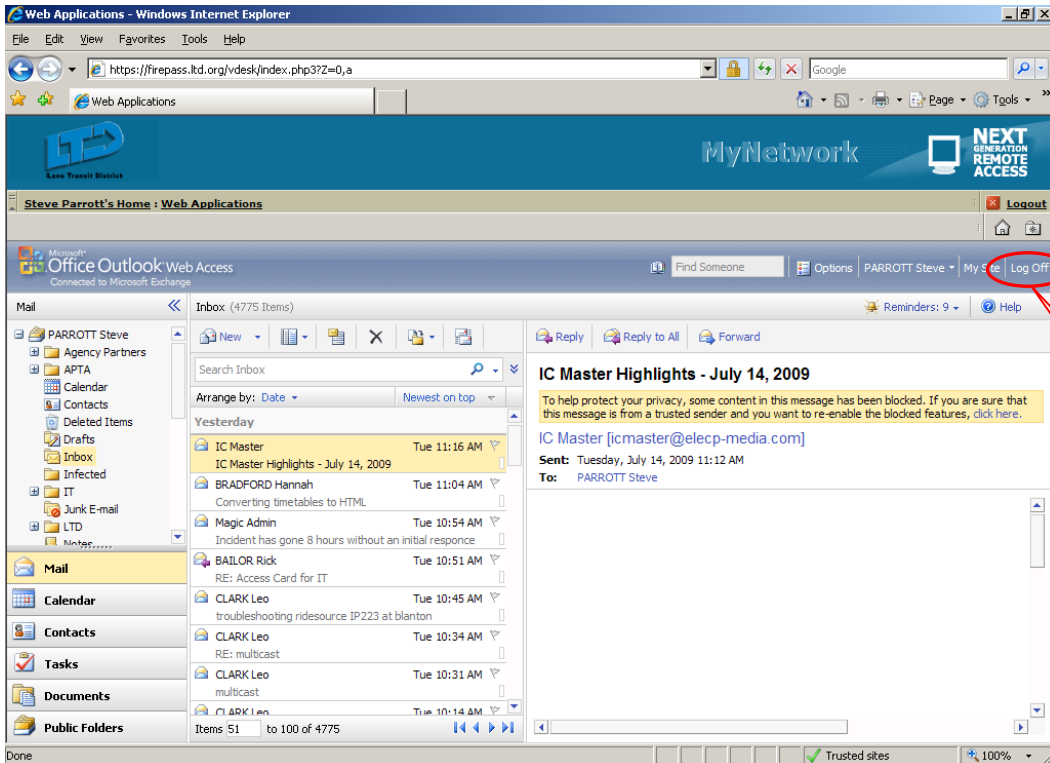 Web Applications - Windows Internet Explorer
File Edit View Favorites Tools Help
https://firepass.ltd.org/vdesk/index.php3?Z=0,a
Google
Web Applications
Page Tools »
LTD
Lane Transit District
MyNetwork
NEXT
GENERATION
REMOTE
ACCESS
Steve Parrott's Home : Web Applications
Logout
Microsoft®
Office Outlook Web Access
Connected to Microsoft Exchange
Find Someone
Options
PARROTT Steve
My Site
Log Off
Mail
Inbox (4775 Items)
Reminders: 9
Help
PARROTT Steve
Agency Partners
APTA
Calendar
Contacts
Deleted Items
Drafts
Inbox
Infected
IT
Junk E-mail
LTD
Notes
Mail
Calendar
Contacts
Tasks
Documents
Public Folders
New
Search Inbox
Arrange by: Date Newest on top
Yesterday
IC Master Tue 11:16 AM
IC Master Highlights - July 14, 2009
BRADFORD Hannah Tue 11:04 AM
Converting timetables to HTML
Magic Admin Tue 10:54 AM
Incident has gone 8 hours without an initial responce
BAILOR Rick Tue 10:51 AM
RE: Access Card for IT
CLARK Leo Tue 10:45 AM
troubleshooting ridesource IP223 at blanton
CLARK Leo Tue 10:34 AM
RE: multicast
CLARK Leo Tue 10:31 AM
multicast
CLARK Leo Tue 10:14 AM
Items 51 to 100 of 4775
Reply Reply to All Forward
IC Master Highlights - July 14, 2009
To help protect your privacy, some content in this message has been blocked. If you are sure that
this message is from a trusted sender and you want to re-enable the blocked features, click here.
IC Master [icmaster@elecp-media.com]
Sent: Tuesday, July 14, 2009 11:12 AM
To: PARROTT Steve
Done
Trusted sites
100%